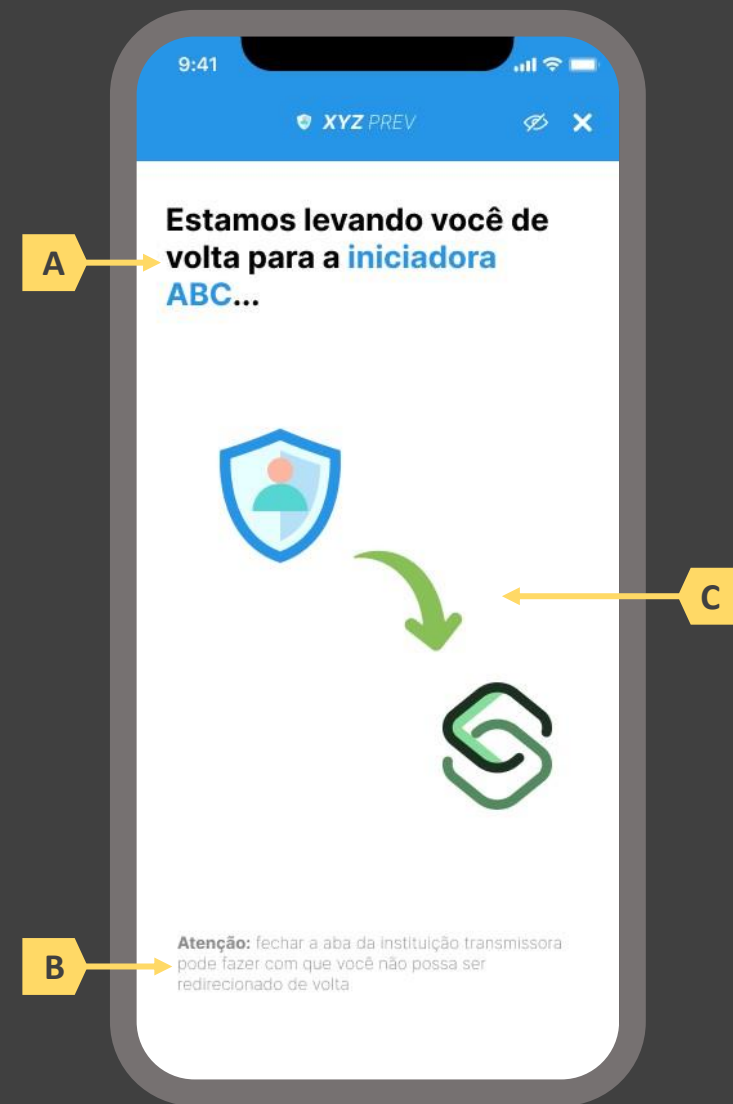 9:41
XYZ PREV
Estamos levando você de
volta para a iniciadora
ABC...
A
C
Atenção: fechar a aba da instituição transmissora
pode fazer com que você não possa ser
redirecionado de volta
B